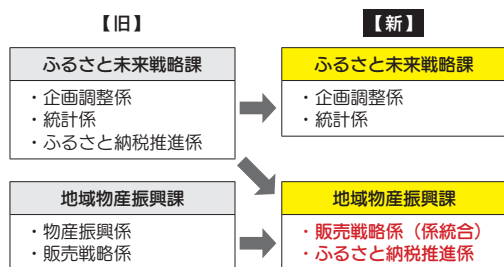 【旧】
ふるさと未来戦略課
・企画調整係
・統計係
・ふるさと納税推進係
地域物産振興課
・物産振興係
・販売戦略係
【新】
ふるさと未来戦略課
・企画調整係
・統計係
地域物産振興課
・販売戦略係（係統合）
・ふるさと納税推進係